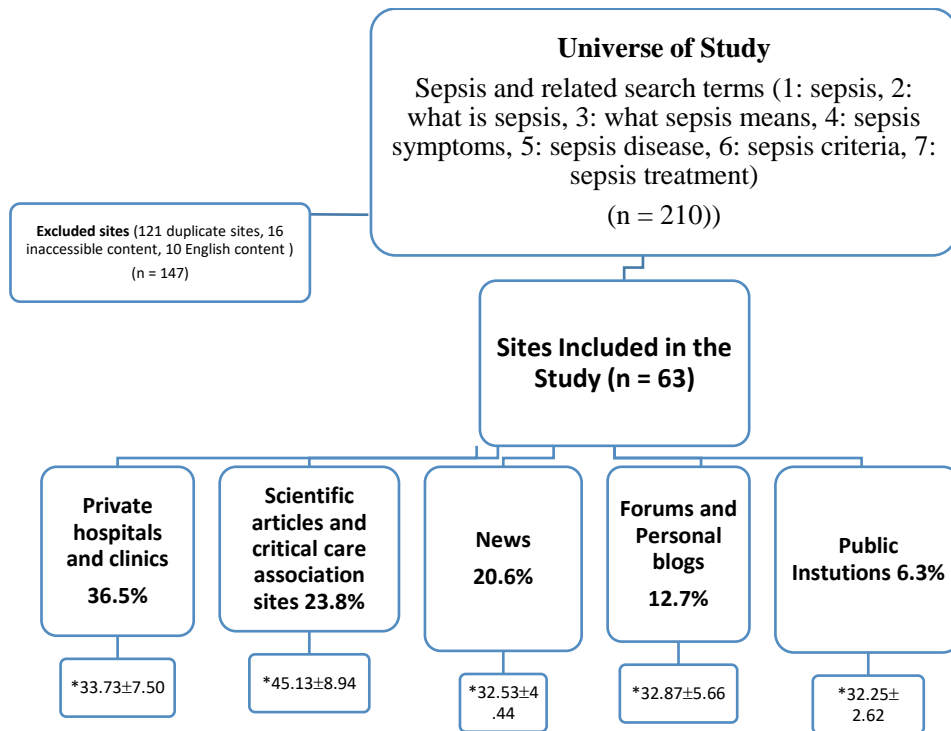 Universe of Study
Sepsis and related search terms (1: sepsis, 2:
what is sepsis, 3: what sepsis means, 4: sepsis
symptoms, 5: sepsis disease, 6: sepsis criteria, 7:
sepsis treatment)
(n = 210))
Excluded sites (121 duplicate sites, 16
inaccessible content, 10 English content )
(n = 147)
Sites Included in the
Study (n = 63)
Private
hospitals
and clinics
36.5%
Scientific
articles and
critical care
association
sites 23.8%
News
20.6%
Forums and
Personal
blogs
12.7%
Public
Instutions 6.3%
*33.73±7.50
*45.13±8.94
*32.53±4
.44
*32.87±5.66
*32.25±
2.62